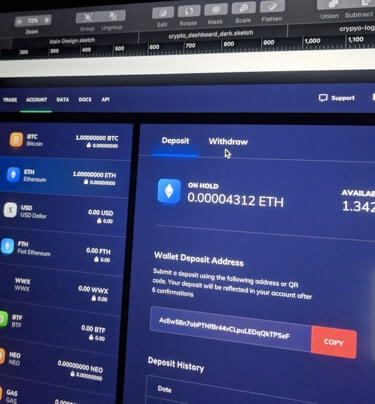 72%
Zoom
Group Ungroup
Edit Rotate Mask Scale Flatten
Union Subtract
Main Design.sketch
crypto_dashboard_dark.sketch
crypyo-log
300 400 500 600 700 800 900 1,000 1,100
TRADE ACCOUNT DATA DOCS API
Support
BTC
Bitcoin
1.00000000 BTC
0.00000000
ETH
Ethereum
1.00000000 ETH
0.00000000
USD
USD Dollar
0.00 USD
0.00
FTH
Fiat Ethereum
0.00 FTH
0.00
WWX
WWX
0.00 WWX
0.00
BTF
BTF
0.00 BTF
0.00
NEO
NEO
0.00000000 NEO
0.00000000
GAS
GAS
Deposit Withdraw
ON HOLD
0.00004312 ETH
AVAILAB
1.342
Wallet Deposit Address
Submit a deposit using the following address or QR
code. Your deposit will be reflected in your account after
6 confirmations
COPY
Deposit History
Date